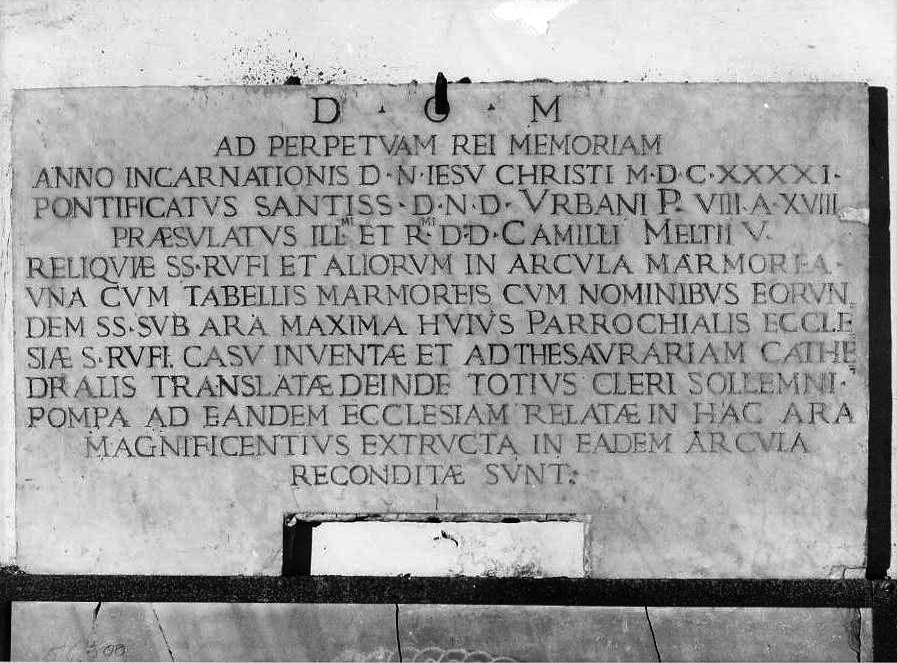 D · O · M
AD PERPETVAM REI MEMORIAM
ANNO INCARNATIONIS D·N·IESV CHRISTI M·D·C·XXXXI·
PONTIFICATVS SANTISS·D·N·D·VRBANI P. VIII·A·XVIII
PRÆSVLATVS ILL.MI ET R.MI D·D·CAMILLI MELTII V.
RELIQVIÆ SS·RVFI ET ALIORVM IN ARCVLA MARMOREA·
VNA CVM TABELLIS MARMOREIS CVM NOMINIBVS EORVN
DEM SS·SVB ARA MAXIMA HVIVS PARROCHIALIS ECCLE
SIÆ S·RVFI. CASV INVENTÆ ET AD THESAVRARIAM CATHE
DRALIS TRANSLATÆ DEINDE TOTIVS CLERI SOLLEMNI·
POMPA AD EANDEM ECCLESIAM RELATÆ IN HAC ARA
MAGNIFICENTIVS EXTRVCTA IN EADEM ARCVLA
RECONDITÆ SVNT: